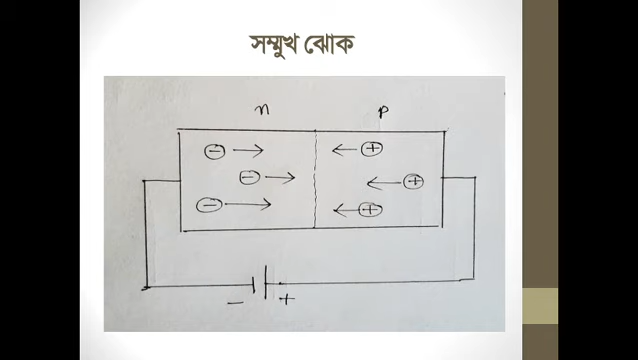 সম্মুখ ঝোক
n p
− → ← +
− → ← +
− → ← +
− +